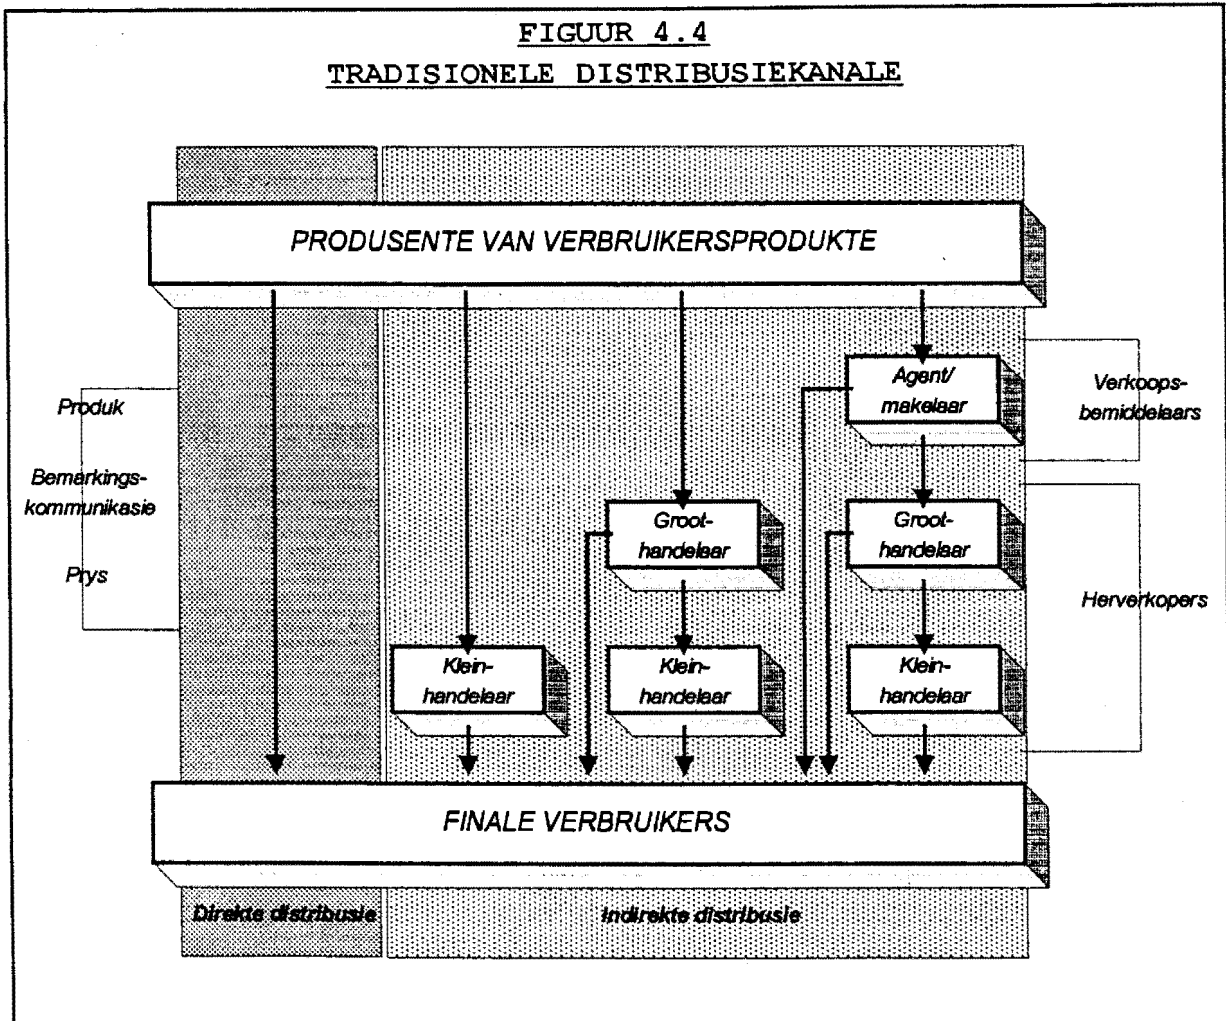 FIGUUR 4.4
TRADISIONELE DISTRIBUSIEKANALE
PRODUSENTE VAN VERBRUIKERSPRODUKTE
Agent/
makelaar
Verkoops-
bemiddelaars
Produk
Bemarkings-
kommunikasie
Prys
Groot-
handelaar
Groot-
handelaar
Herverkopers
Klein-
handelaar
Klein-
handelaar
Klein-
handelaar
FINALE VERBRUIKERS
Direkte distribusie
Indirekte distribusie